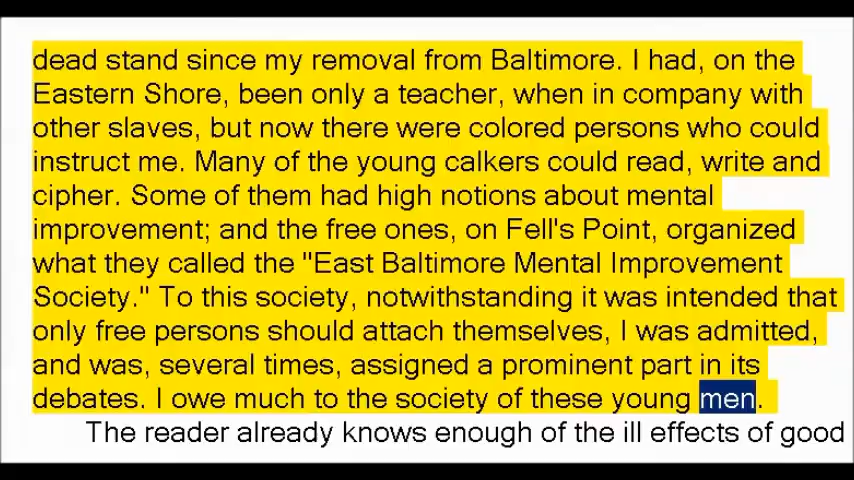 dead stand since my removal from Baltimore. I had, on the
Eastern Shore, been only a teacher, when in company with
other slaves, but now there were colored persons who could
instruct me. Many of the young calkers could read, write and
cipher. Some of them had high notions about mental
improvement; and the free ones, on Fell's Point, organized
what they called the "East Baltimore Mental Improvement
Society." To this society, notwithstanding it was intended that
only free persons should attach themselves, I was admitted,
and was, several times, assigned a prominent part in its
debates. I owe much to the society of these young men.
The reader already knows enough of the ill effects of good